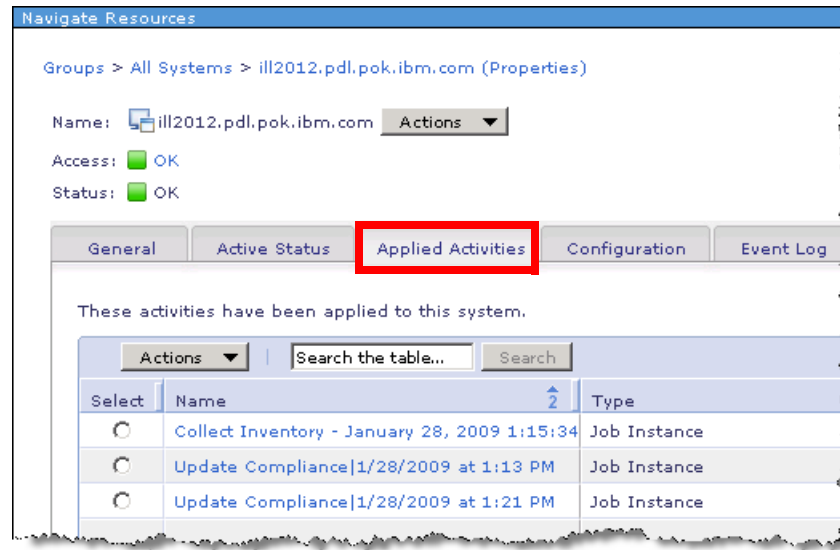 Navigate Resources
Groups > All Systems > ill2012.pdl.pok.ibm.com (Properties)
Name: ill2012.pdl.pok.ibm.com Actions
Access: OK
Status: OK
General Active Status Applied Activities Configuration Event Log
These activities have been applied to this system.
Actions | Search the table... Search
Select Name 2 Type
Collect Inventory - January 28, 2009 1:15:34 Job Instance
Update Compliance|1/28/2009 at 1:13 PM Job Instance
Update Compliance|1/28/2009 at 1:21 PM Job Instance